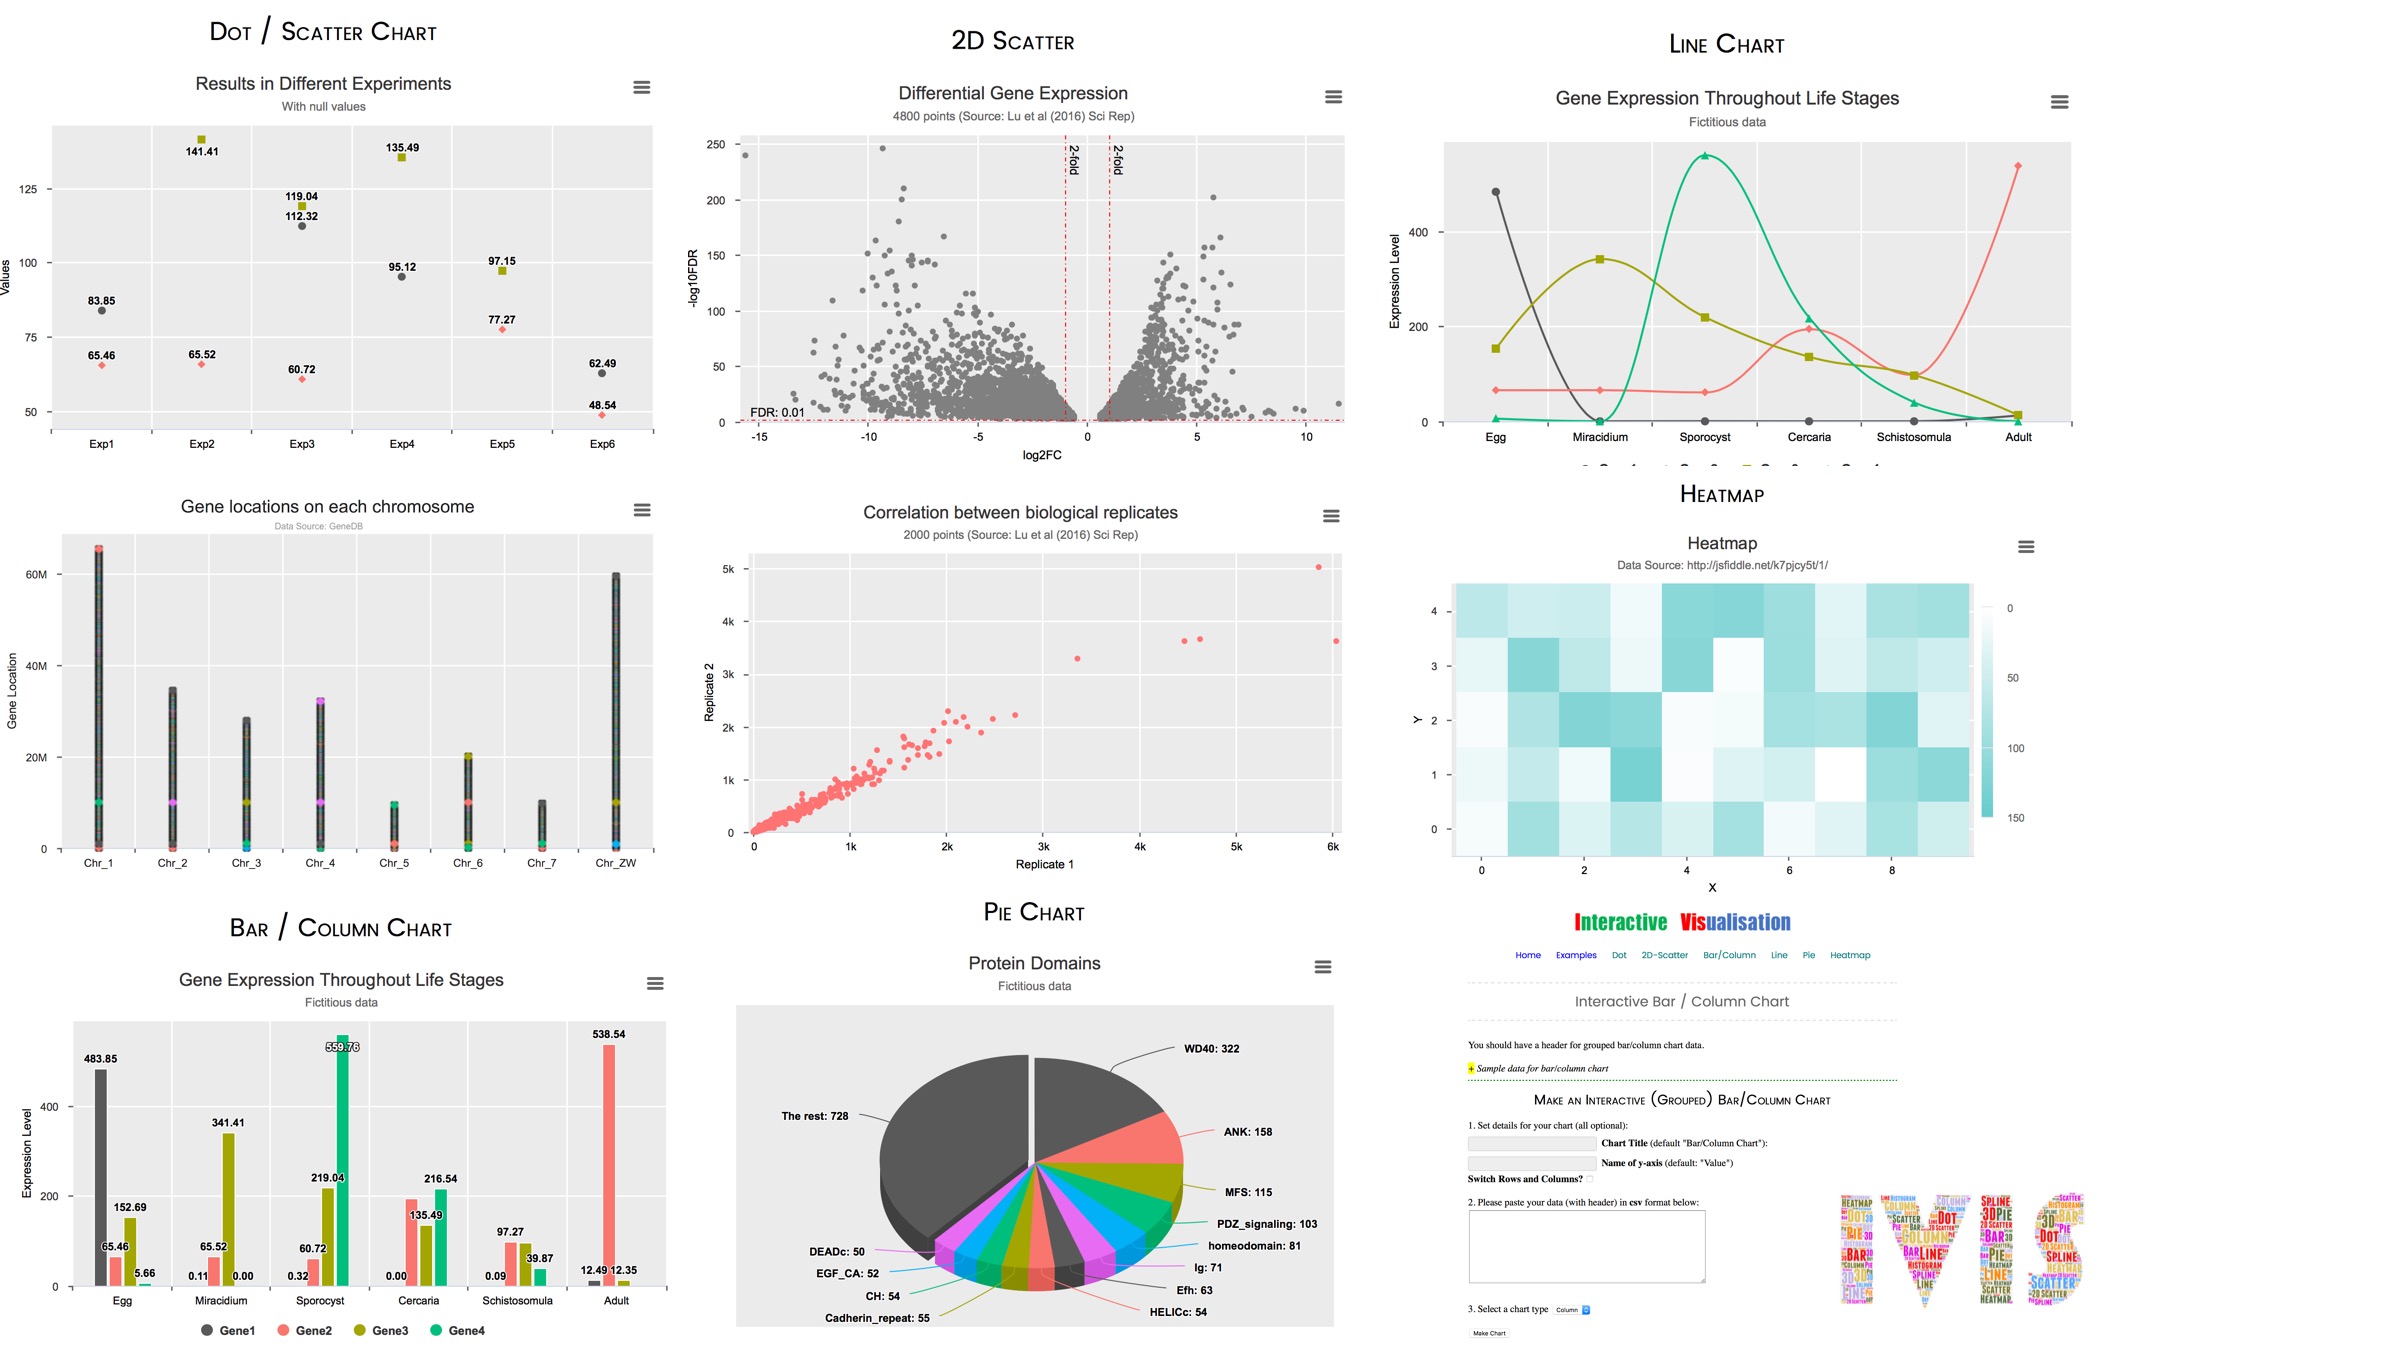 Dot / Scatter Chart
Results in Different Experiments
With null values
Values
125
100
75
50
141.41
135.49
119.04
112.32
95.12
97.15
83.85
77.27
65.46
65.52
60.72
62.49
48.54
Exp1 Exp2 Exp3 Exp4 Exp5 Exp6
2D Scatter
Differential Gene Expression
4800 points (Source: Lu et al (2016) Sci Rep)
-log10FDR
250
200
150
100
50
0
2-fold
2-fold
FDR: 0.01
-15 -10 -5 0 5 10
log2FC
Line Chart
Gene Expression Throughout Life Stages
Fictitious data
Expression Level
400
200
0
Egg Miracidium Sporocyst Cercaria Schistosomula Adult
Gene locations on each chromosome
Data Source: GeneDB
Gene Location
60M
40M
20M
0
Chr_1 Chr_2 Chr_3 Chr_4 Chr_5 Chr_6 Chr_7 Chr_ZW
Correlation between biological replicates
2000 points (Source: Lu et al (2016) Sci Rep)
Replicate 2
5k
4k
3k
2k
1k
0
0 1k 2k 3k 4k 5k 6k
Replicate 1
Heatmap
Heatmap
Data Source: http://jsfiddle.net/k7pjcy5t/1/
Y
4
3
2
1
0
0 2 4 6 8
X
0
50
100
150
Bar / Column Chart
Gene Expression Throughout Life Stages
Fictitious data
Expression Level
400
200
0
483.85
65.46
152.69
5.66
0.11
65.52
341.41
0.00
0.32
60.72
219.04
559.76
0.00
135.49
216.54
0.09
97.27
39.87
12.49
538.54
12.35
Egg Miracidium Sporocyst Cercaria Schistosomula Adult
Gene1 Gene2 Gene3 Gene4
Pie Chart
Protein Domains
Fictitious data
WD40: 322
ANK: 158
MFS: 115
PDZ_signaling: 103
homeodomain: 81
Ig: 71
Efh: 63
HELICc: 54
Cadherin_repeat: 55
CH: 54
EGF_CA: 52
DEADc: 50
The rest: 728
Interactive Visualisation
Home Examples Dot 2D-Scatter Bar/Column Line Pie Heatmap
Interactive Bar / Column Chart
You should have a header for grouped bar/column chart data.
+ Sample data for bar/column chart
Make an Interactive (Grouped) Bar/Column Chart
1. Set details for your chart (all optional):
Chart Title (default "Bar/Column Chart"):
Name of y-axis (default: "Value")
Switch Rows and Columns?
2. Please paste your data (with header) in csv format below:
3. Select a chart type Column
Make Chart
IVIS